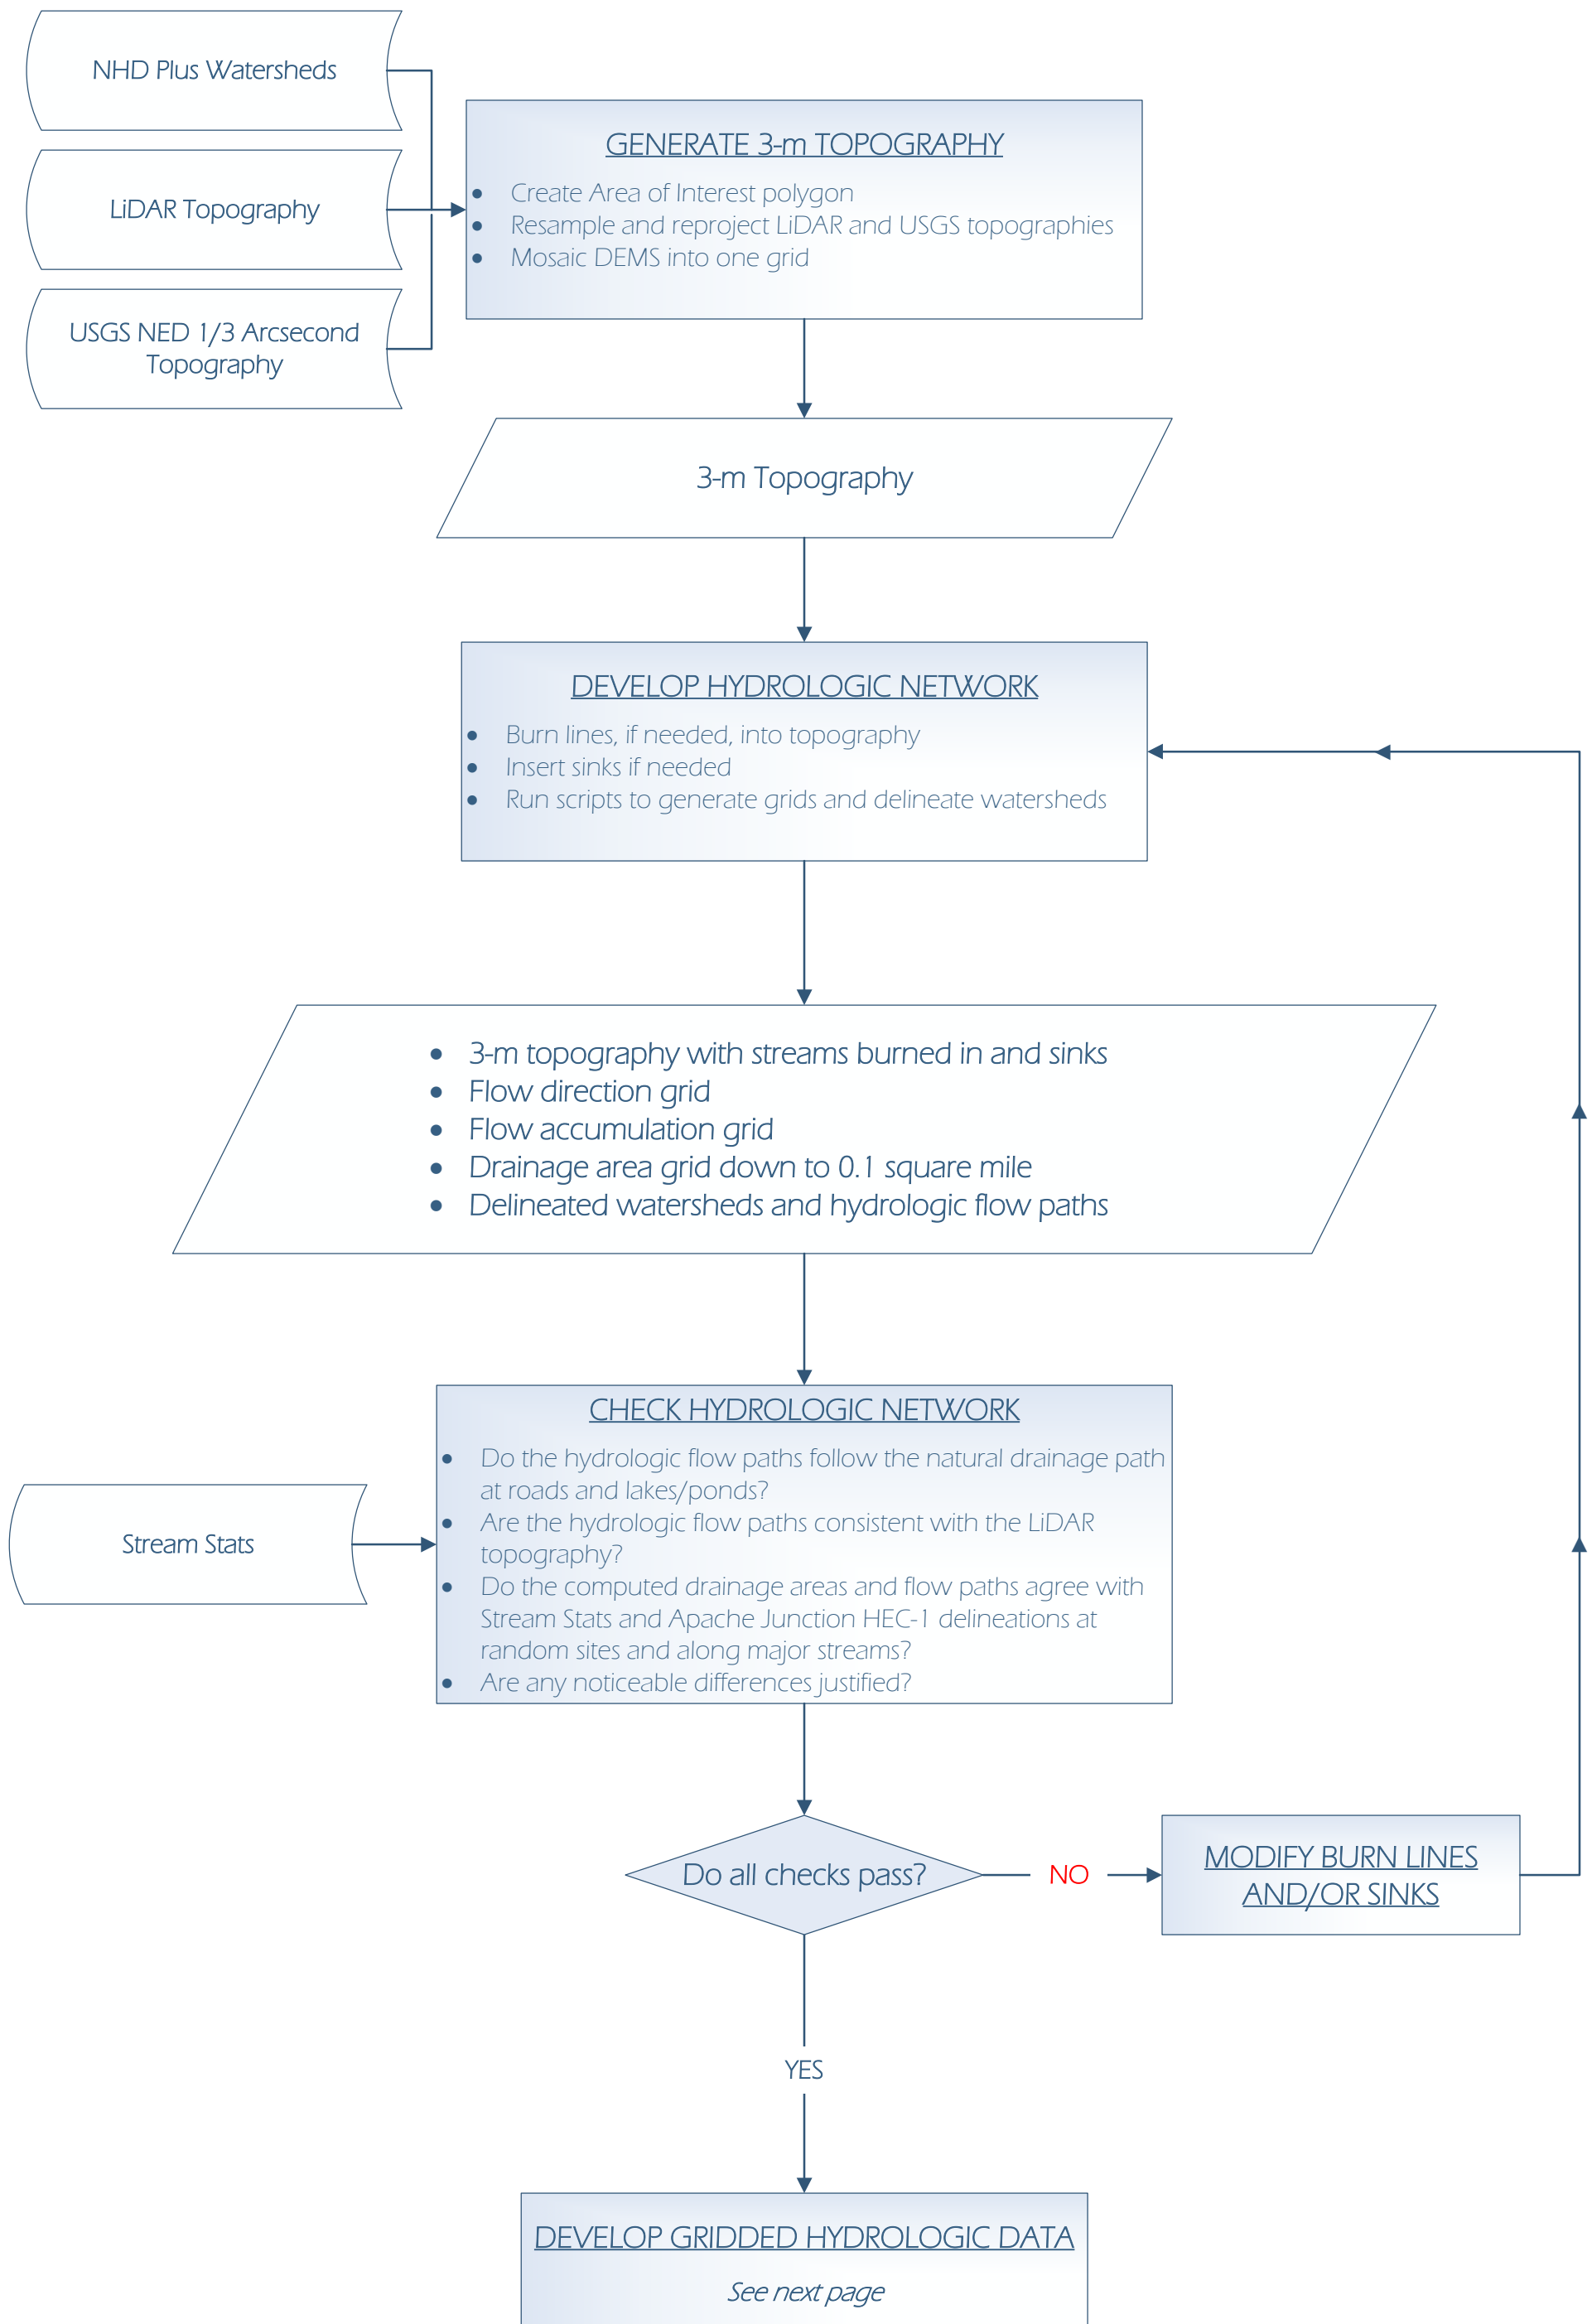 NHD Plus Watersheds
LiDAR Topography
USGS NED 1/3 Arcsecond
Topography
GENERATE 3-m TOPOGRAPHY
• Create Area of Interest polygon
• Resample and reproject LiDAR and USGS topographies
• Mosaic DEMS into one grid
3-m Topography
DEVELOP HYDROLOGIC NETWORK
• Burn lines, if needed, into topography
• Insert sinks if needed
• Run scripts to generate grids and delineate watersheds
• 3-m topography with streams burned in and sinks
• Flow direction grid
• Flow accumulation grid
• Drainage area grid down to 0.1 square mile
• Delineated watersheds and hydrologic flow paths
Stream Stats
CHECK HYDROLOGIC NETWORK
• Do the hydrologic flow paths follow the natural drainage path
at roads and lakes/ponds?
• Are the hydrologic flow paths consistent with the LiDAR
topography?
• Do the computed drainage areas and flow paths agree with
Stream Stats and Apache Junction HEC-1 delineations at
random sites and along major streams?
• Are any noticeable differences justified?
Do all checks pass?
NO
MODIFY BURN LINES
AND/OR SINKS
YES
DEVELOP GRIDDED HYDROLOGIC DATA
See next page